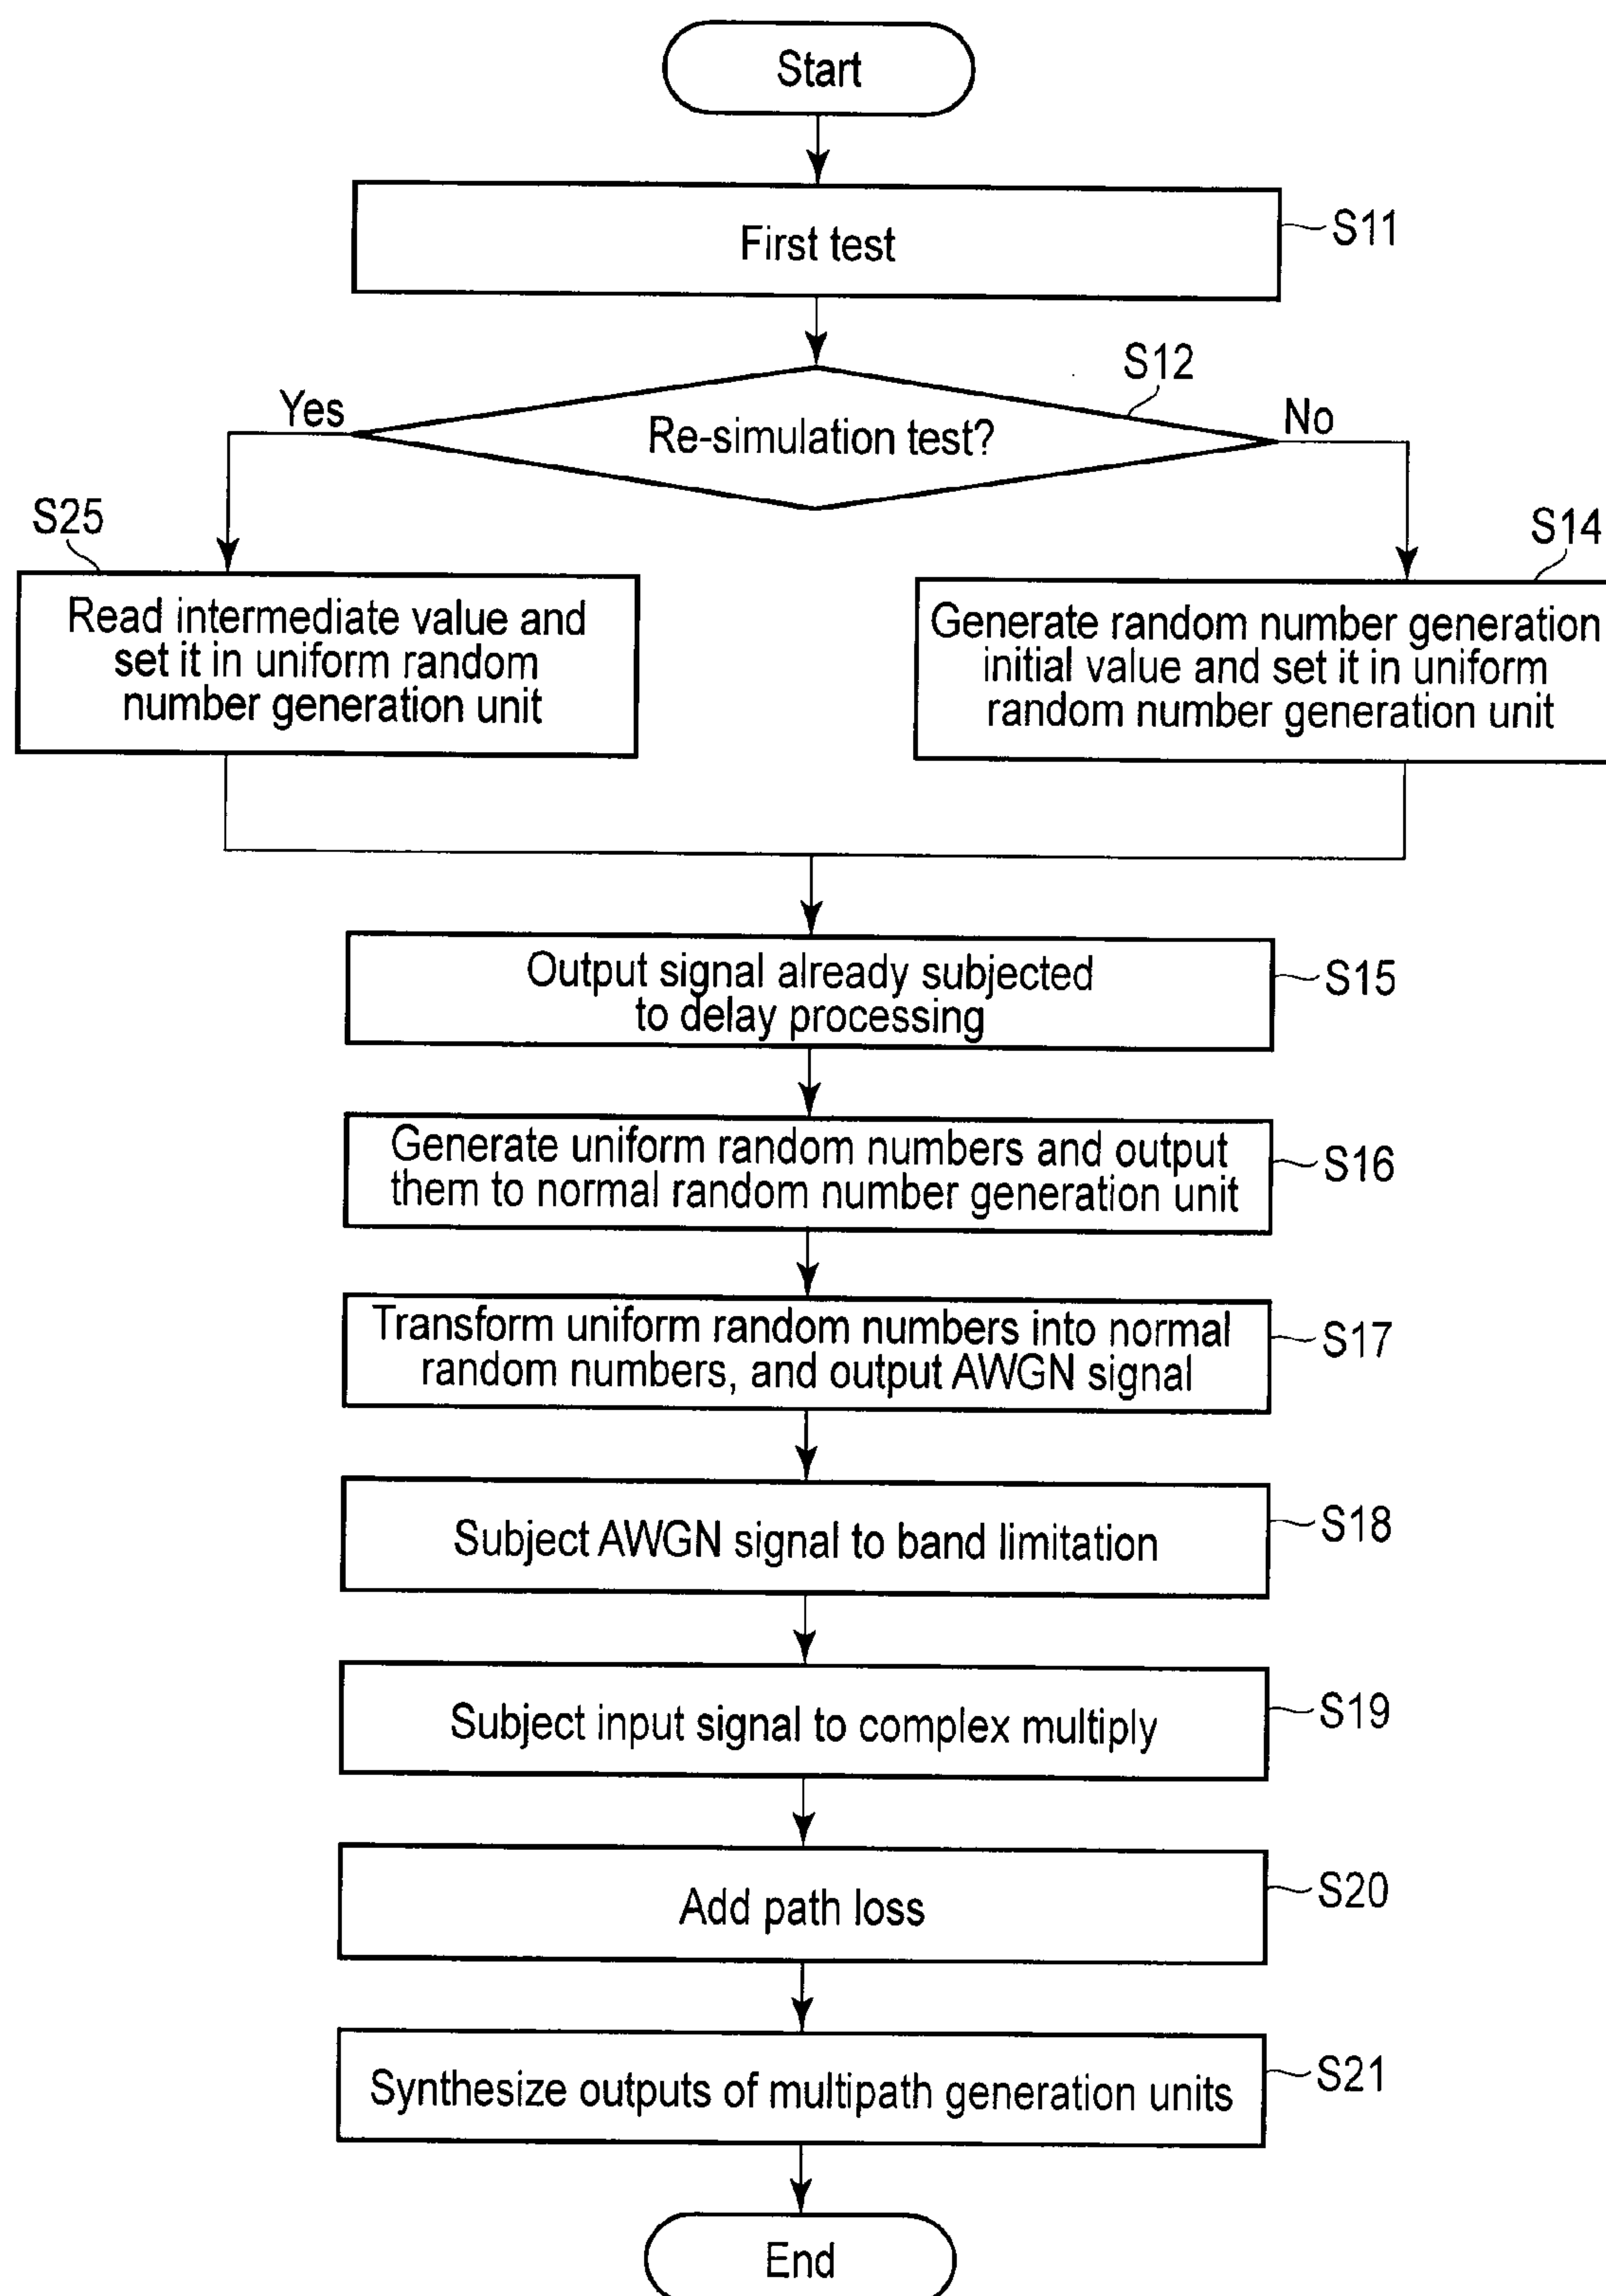 Start
First test
S11
S12
Re-simulation test?
Yes
No
S25
Read intermediate value and
set it in uniform random
number generation unit
S14
Generate random number generation
initial value and set it in uniform
random number generation unit
Output signal already subjected
to delay processing
S15
Generate uniform random numbers and output
them to normal random number generation unit
S16
Transform uniform random numbers into normal
random numbers, and output AWGN signal
S17
Subject AWGN signal to band limitation
S18
Subject input signal to complex multiply
S19
Add path loss
S20
Synthesize outputs of multipath generation units
S21
End